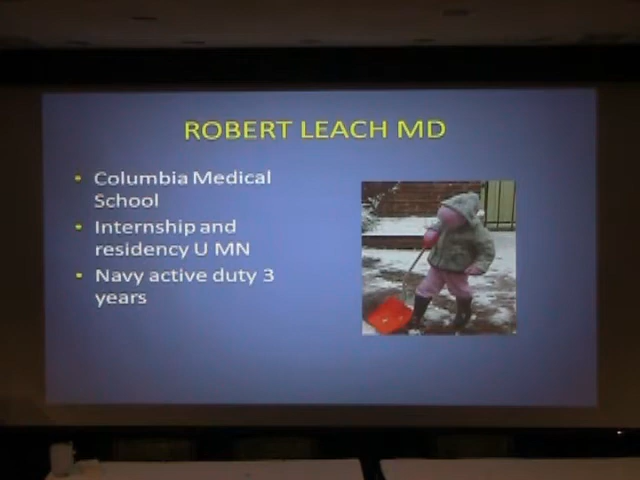 ROBERT LEACH MD
• Columbia Medical
School
• Internship and
residency U MN
• Navy active duty 3
years